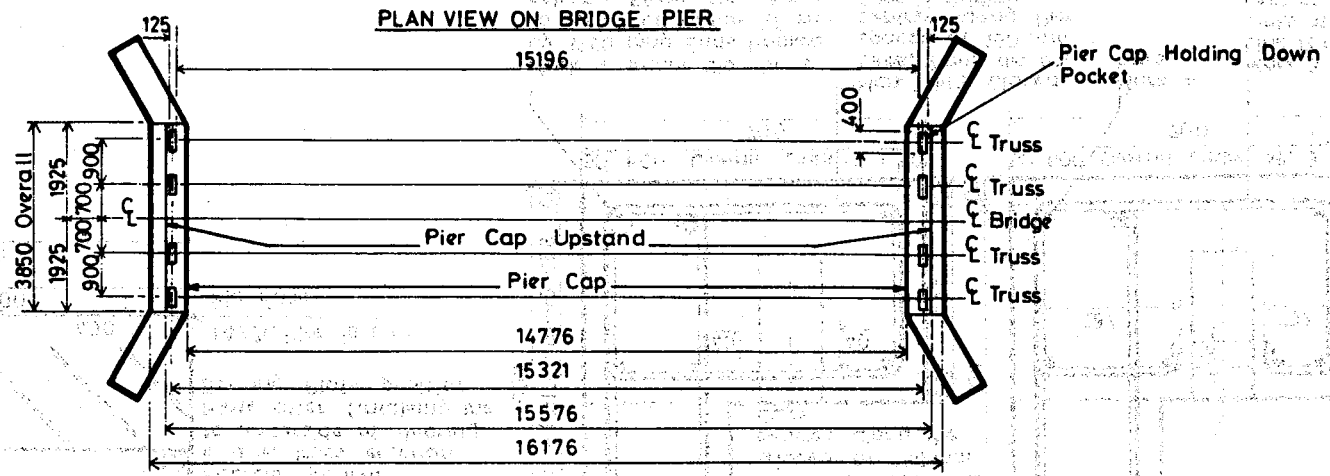 PLAN VIEW ON BRIDGE PIER
125
125
15196
Pier Cap Holding Down
Pocket
400
3850 Overall
1925
1925
900
700
700
900
℄ Truss
℄ Truss
℄
℄ Bridge
Pier Cap Upstand
℄ Truss
Pier Cap
℄ Truss
14776
15321
15576
16176